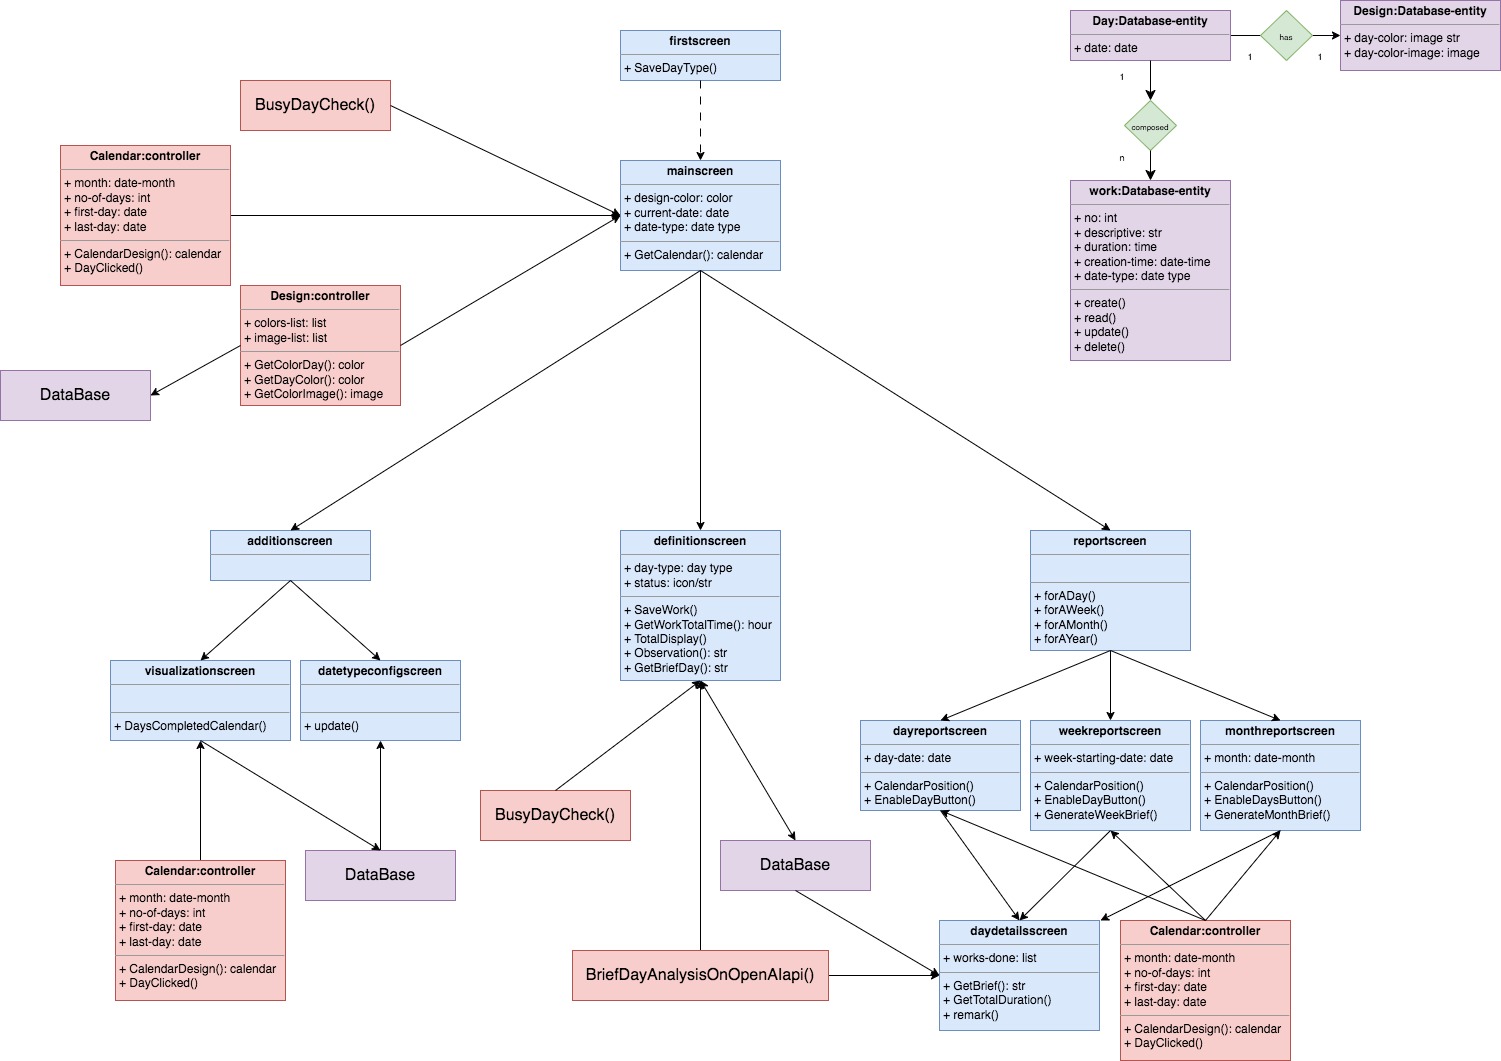 firstscreen
+ SaveDayType()
BusyDayCheck()
Calendar:controller
+ month: date-month
+ no-of-days: int
+ first-day: date
+ last-day: date
+ CalendarDesign(): calendar
+ DayClicked()
mainscreen
+ design-color: color
+ current-date: date
+ date-type: date type
+ GetCalendar(): calendar
Design:controller
+ colors-list: list
+ image-list: list
+ GetColorDay(): color
+ GetDayColor(): color
+ GetColorImage(): image
DataBase
Day:Database-entity
+ date: date
has
1
1
Design:Database-entity
+ day-color: image str
+ day-color-image: image
1
composed
n
work:Database-entity
+ no: int
+ descriptive: str
+ duration: time
+ creation-time: date-time
+ date-type: date type
+ create()
+ read()
+ update()
+ delete()
additionscreen
visualizationscreen
+ DaysCompletedCalendar()
datetypeconfigscreen
+ update()
Calendar:controller
+ month: date-month
+ no-of-days: int
+ first-day: date
+ last-day: date
+ CalendarDesign(): calendar
+ DayClicked()
DataBase
definitionscreen
+ day-type: day type
+ status: icon/str
+ SaveWork()
+ GetWorkTotalTime(): hour
+ TotalDisplay()
+ Observation(): str
+ GetBriefDay(): str
BusyDayCheck()
DataBase
BriefDayAnalysisOnOpenAIapi()
reportscreen
+ forADay()
+ forAWeek()
+ forAMonth()
+ forAYear()
dayreportscreen
+ day-date: date
+ CalendarPosition()
+ EnableDayButton()
weekreportscreen
+ week-starting-date: date
+ CalendarPosition()
+ EnableDayButton()
+ GenerateWeekBrief()
monthreportscreen
+ month: date-month
+ CalendarPosition()
+ EnableDaysButton()
+ GenerateMonthBrief()
daydetailsscreen
+ works-done: list
+ GetBrief(): str
+ GetTotalDuration()
+ remark()
Calendar:controller
+ month: date-month
+ no-of-days: int
+ first-day: date
+ last-day: date
+ CalendarDesign(): calendar
+ DayClicked()